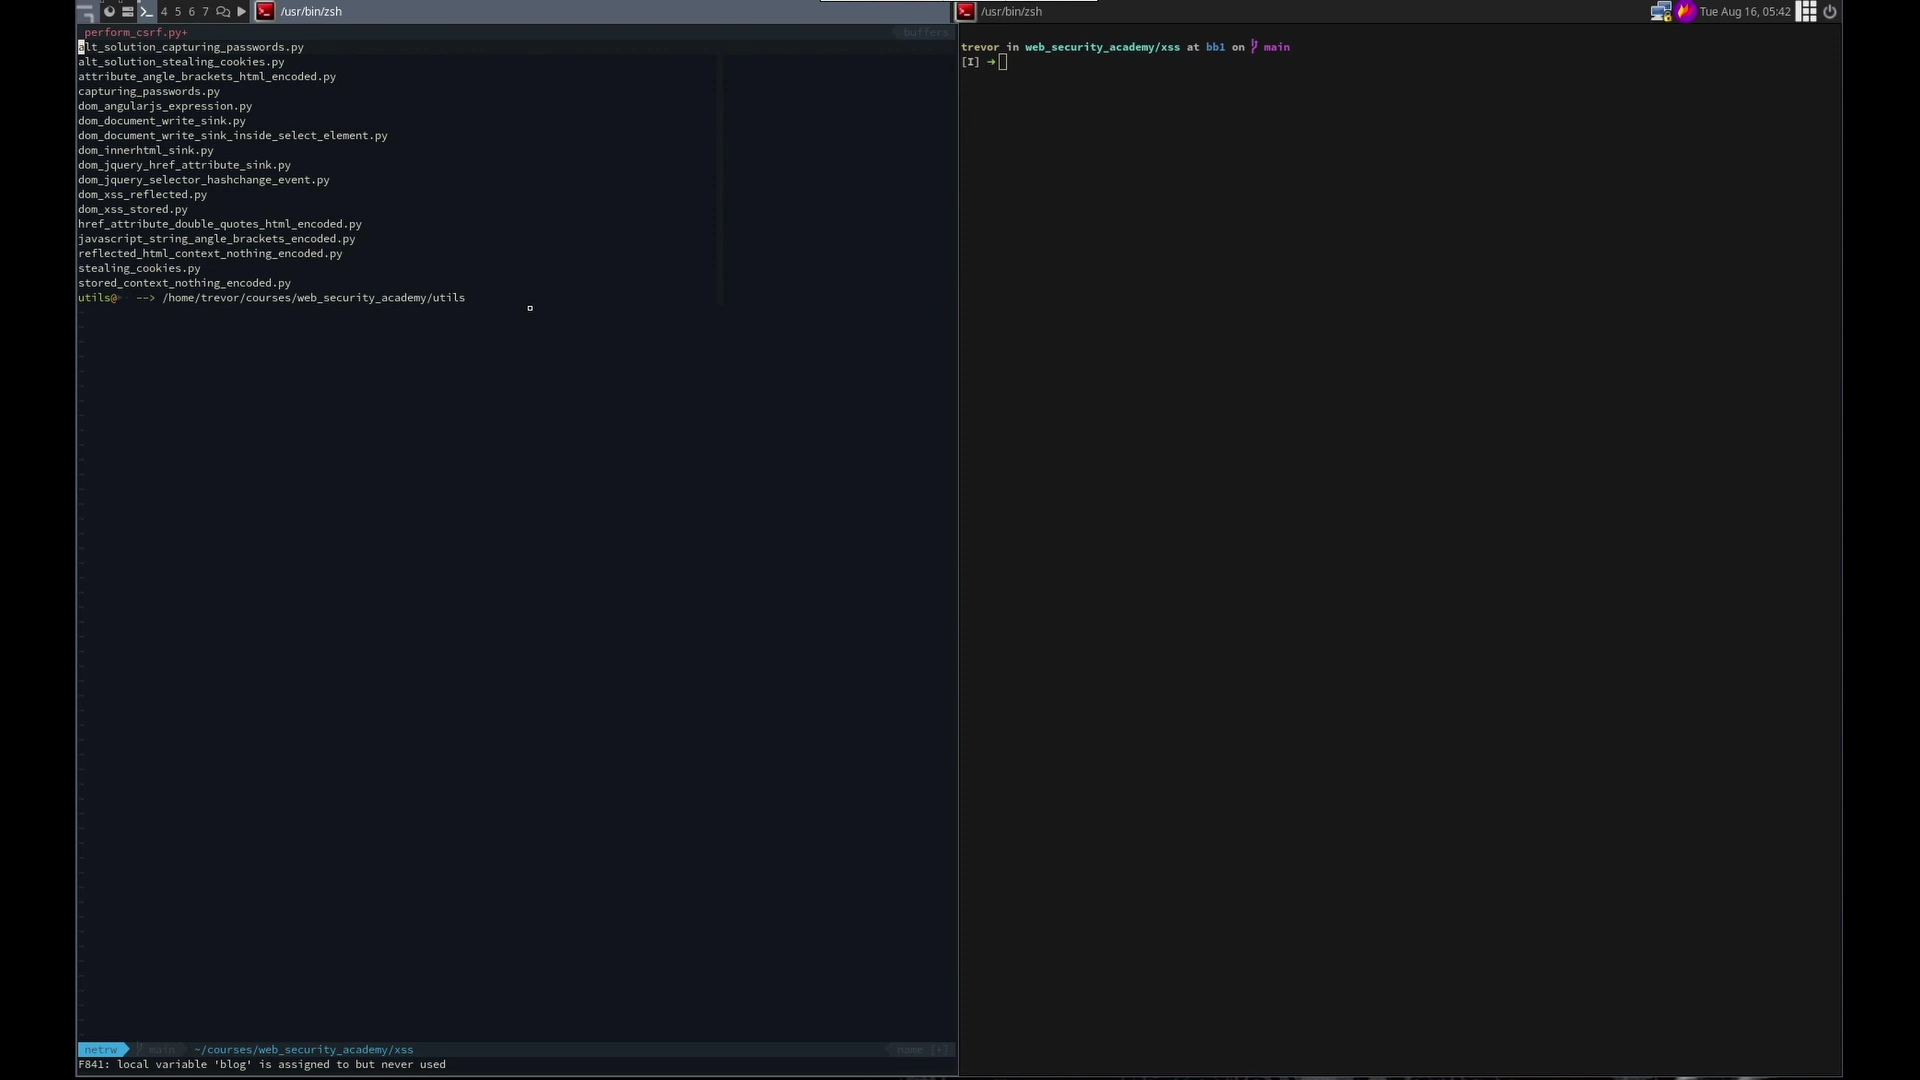 4 5 6 7 /usr/bin/zsh
/usr/bin/zsh
Tue Aug 16, 05:42
perform_csrf.py+
buffers
alt_solution_capturing_passwords.py
alt_solution_stealing_cookies.py
attribute_angle_brackets_html_encoded.py
capturing_passwords.py
dom_angularjs_expression.py
dom_document_write_sink.py
dom_document_write_sink_inside_select_element.py
dom_innerhtml_sink.py
dom_jquery_href_attribute_sink.py
dom_jquery_selector_hashchange_event.py
dom_xss_reflected.py
dom_xss_stored.py
href_attribute_double_quotes_html_encoded.py
javascript_string_angle_brackets_encoded.py
reflected_html_context_nothing_encoded.py
stealing_cookies.py
stored_context_nothing_encoded.py
utils@ --> /home/trevor/courses/web_security_academy/utils
netrw main ~/courses/web_security_academy/xss name [+]
F841: local variable 'blog' is assigned to but never used
trevor in web_security_academy/xss at bb1 on main
[I] →